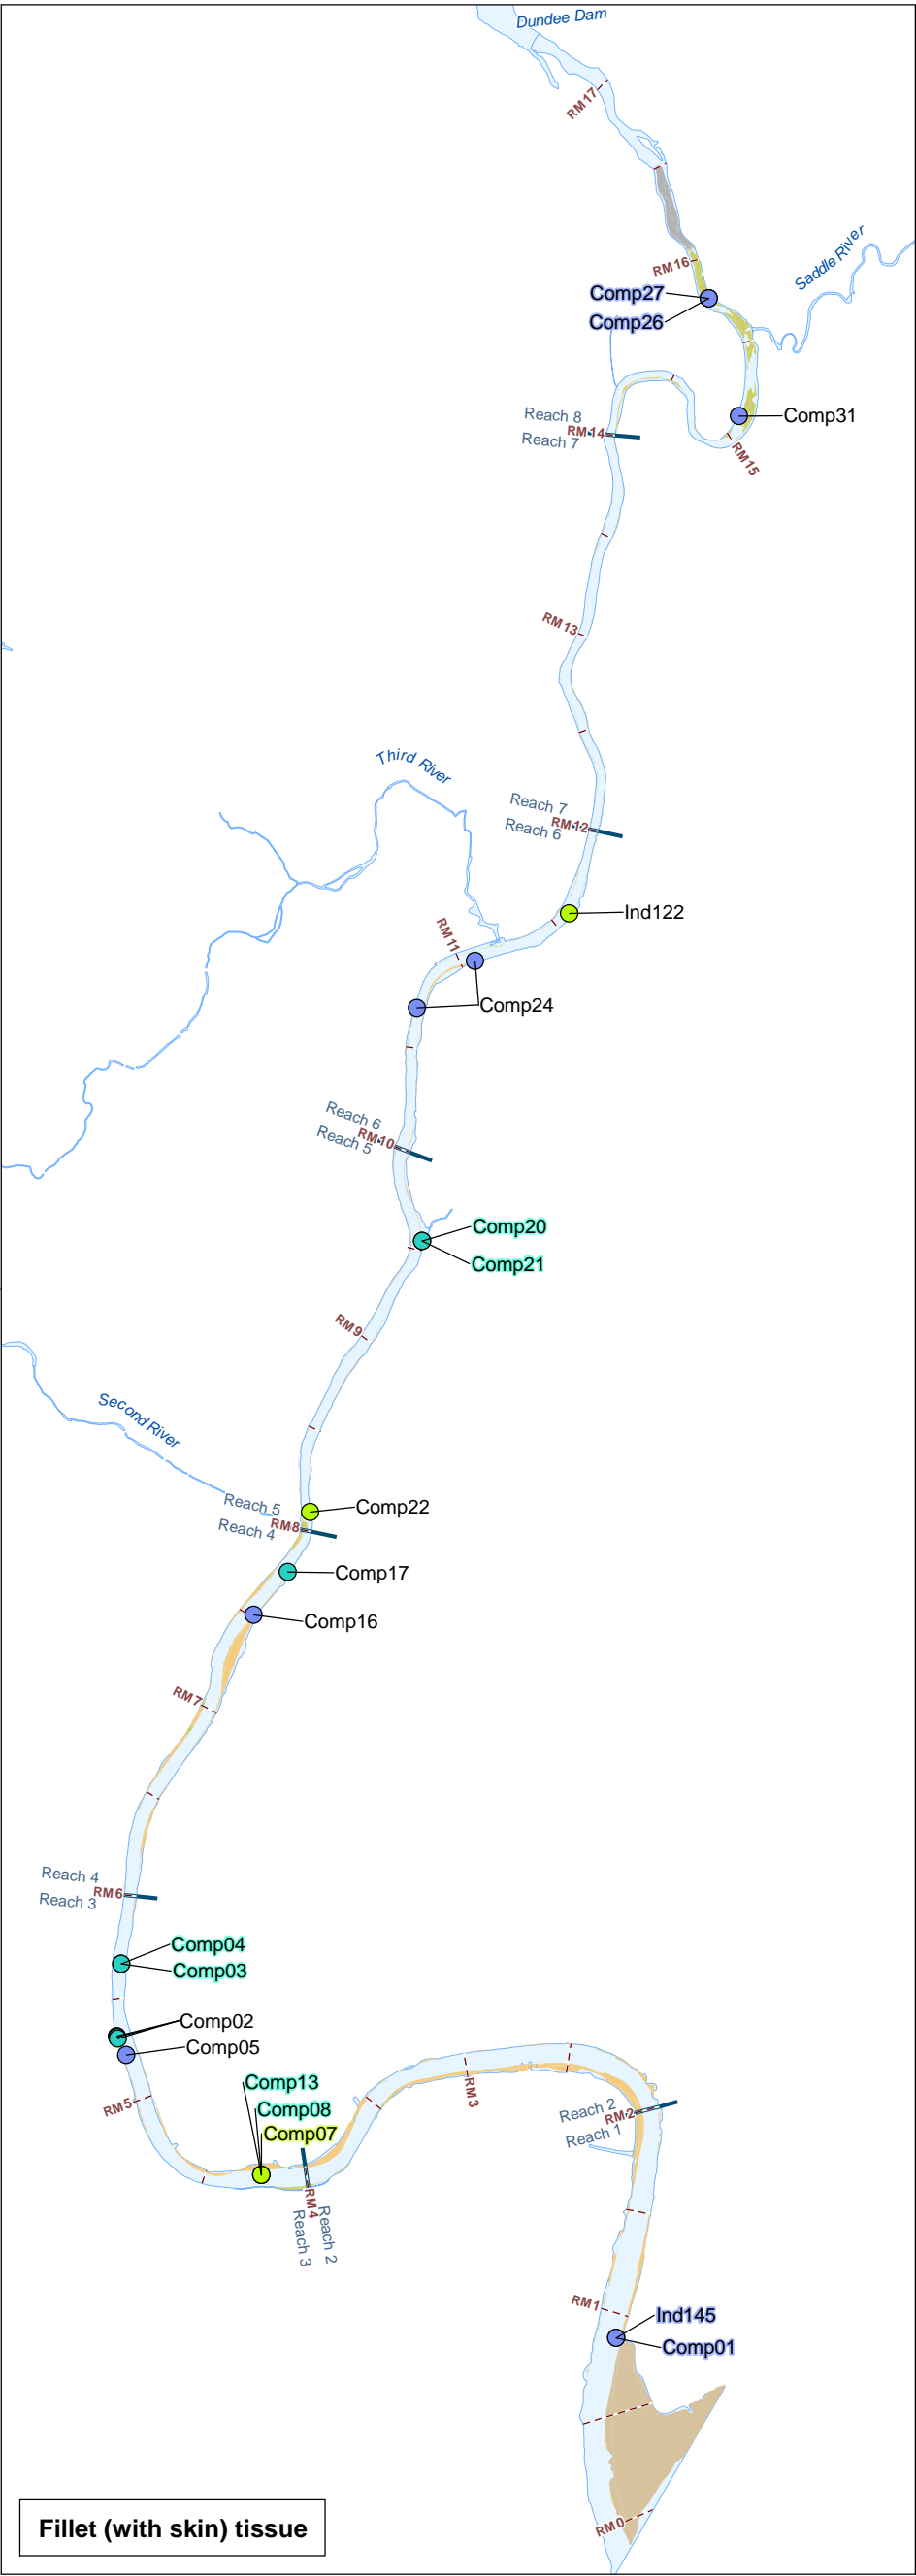 Dundee Dam
RM17
Saddle River
RM16
Comp27
Comp26
Comp31
Reach 8
RM14
Reach 7
RM15
RM13
Third River
Reach 7
RM12
Reach 6
Ind122
RM11
Comp24
Reach 6
RM10
Reach 5
Comp20
Comp21
RM9
Second River
Comp22
Reach 5
RM8
Reach 4
Comp17
Comp16
RM7
Reach 4
RM6
Reach 3
Comp04
Comp03
Comp02
Comp05
Comp13
RM3
RM5
Comp08
Reach 2
RM2
Comp07
Reach 1
RM4
Reach 2
Reach 3
RM1
Ind145
Comp01
RM0
Fillet (with skin) tissue